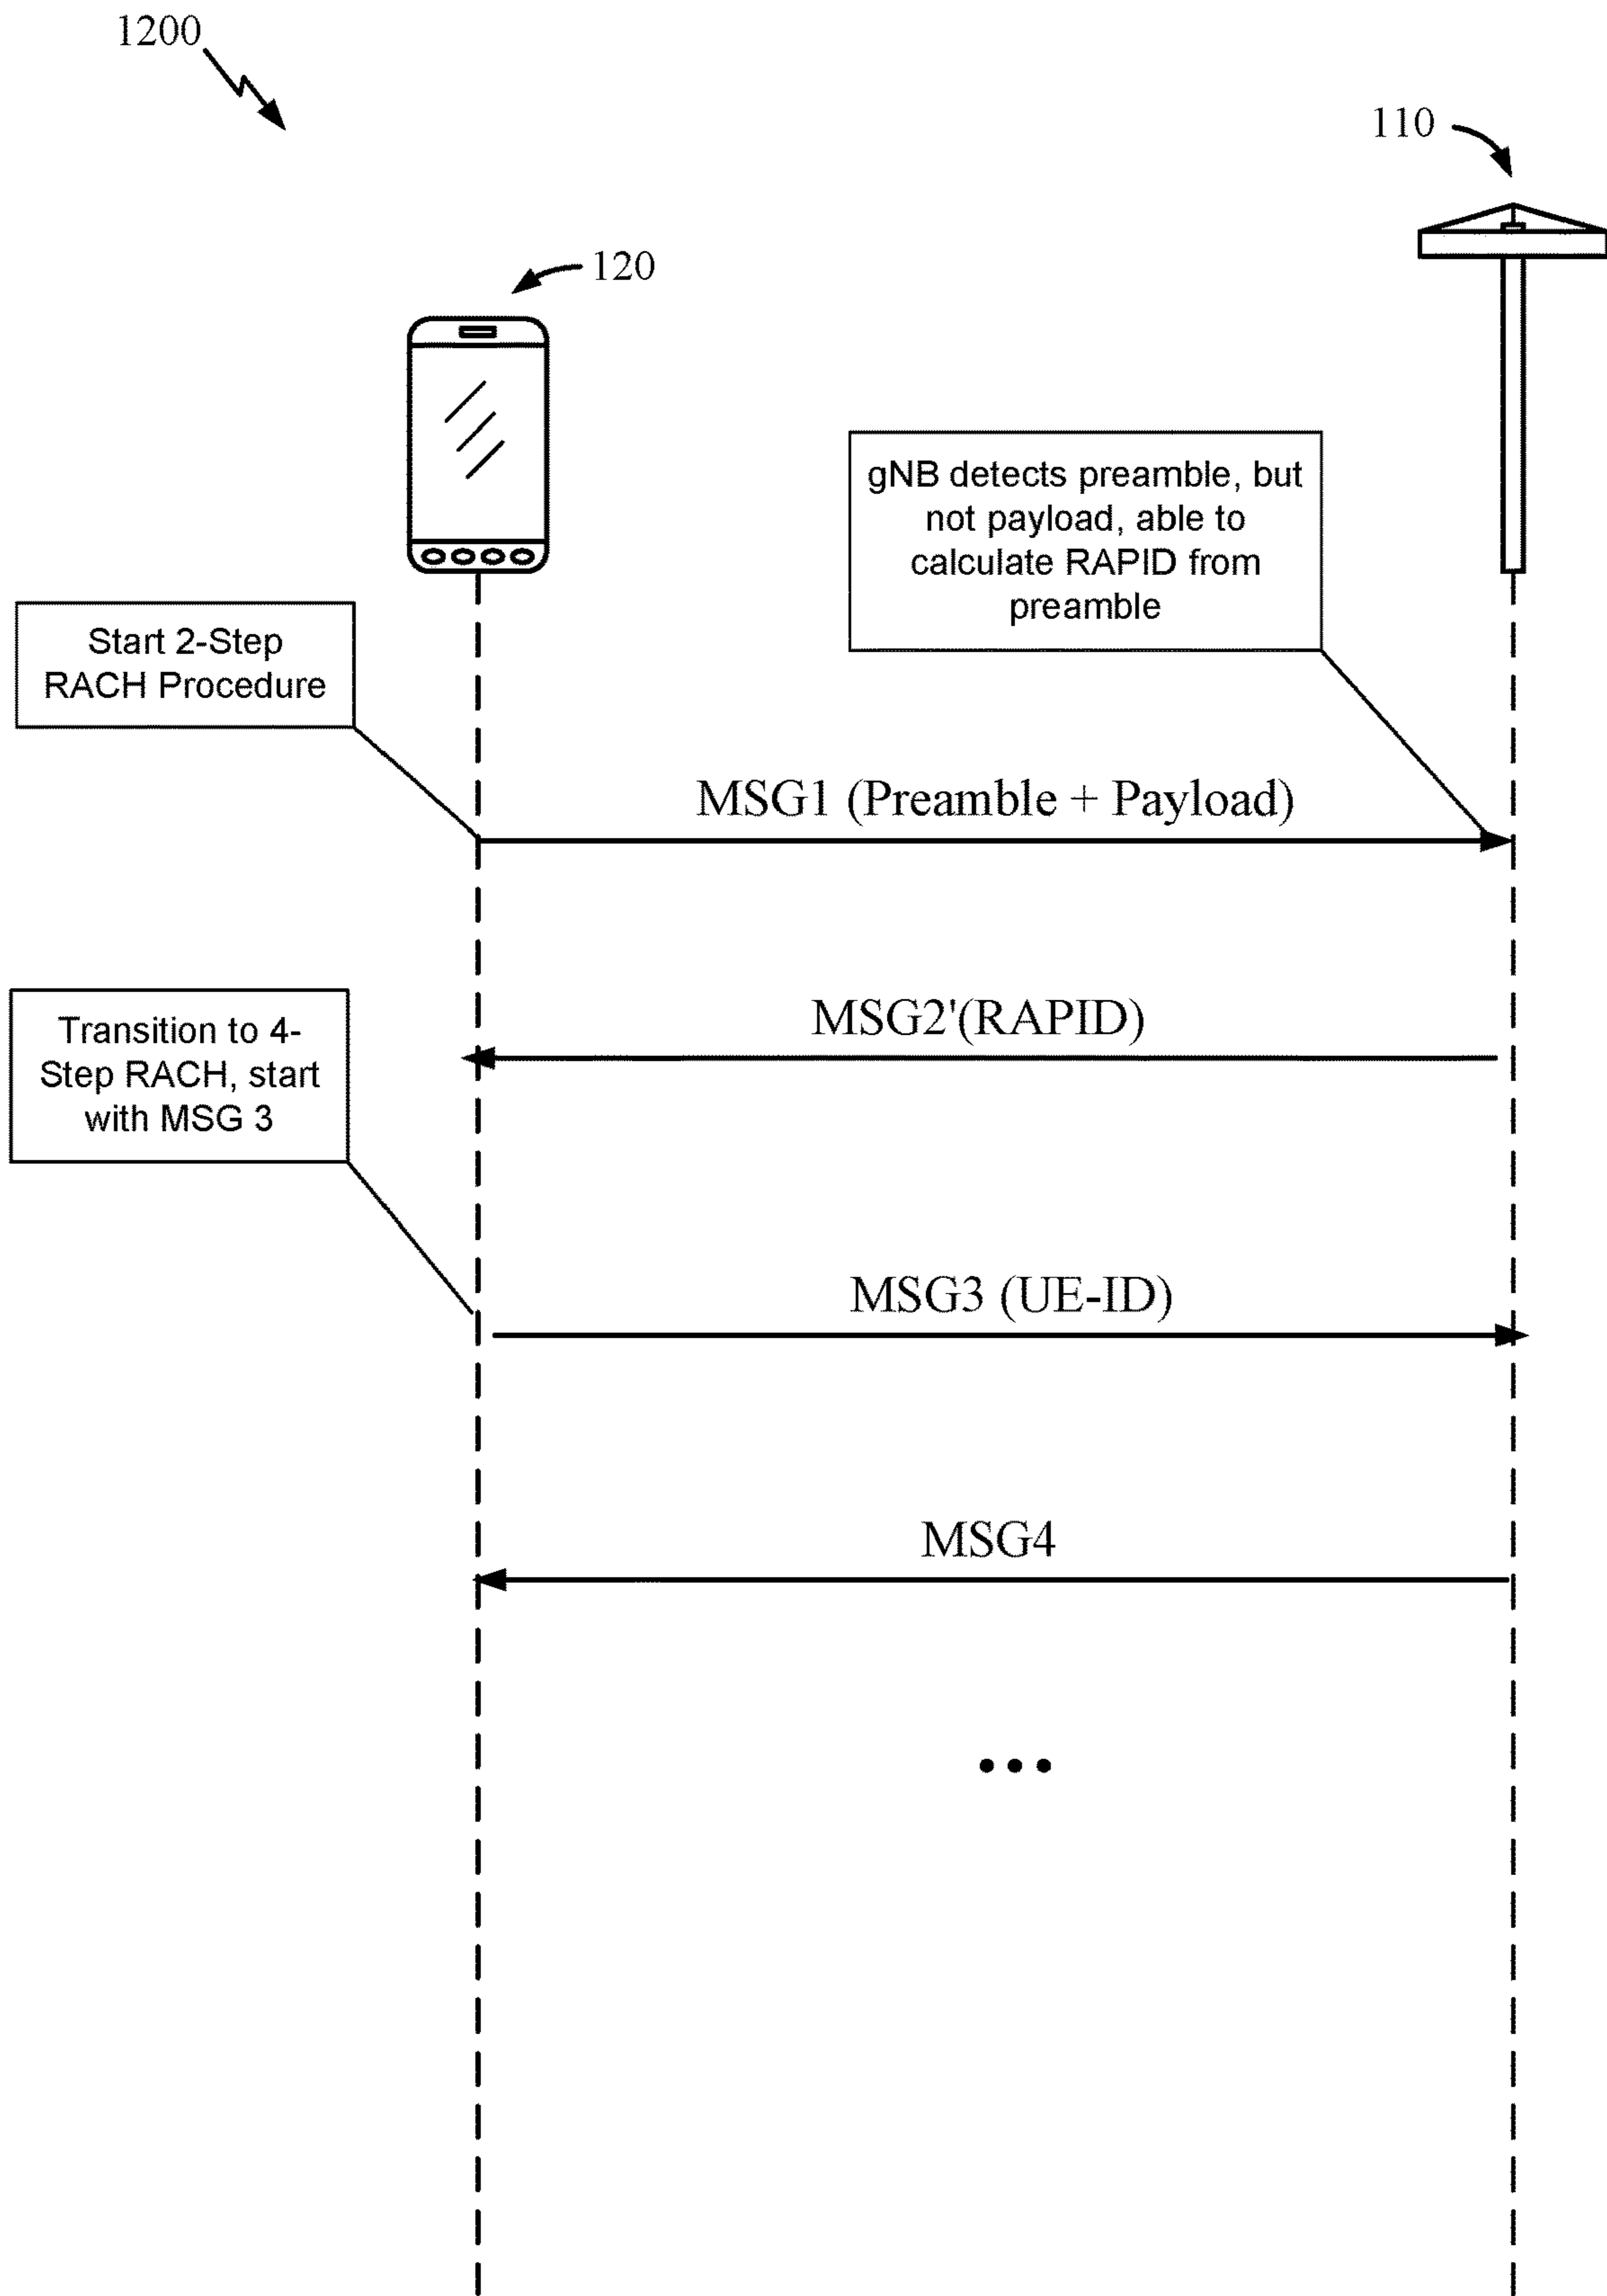 1200
110
120
gNB detects preamble, but
not payload, able to
calculate RAPID from
preamble
Start 2-Step
RACH Procedure
MSG1 (Preamble + Payload)
MSG2'(RAPID)
Transition to 4-
Step RACH, start
with MSG 3
MSG3 (UE-ID)
MSG4
•••